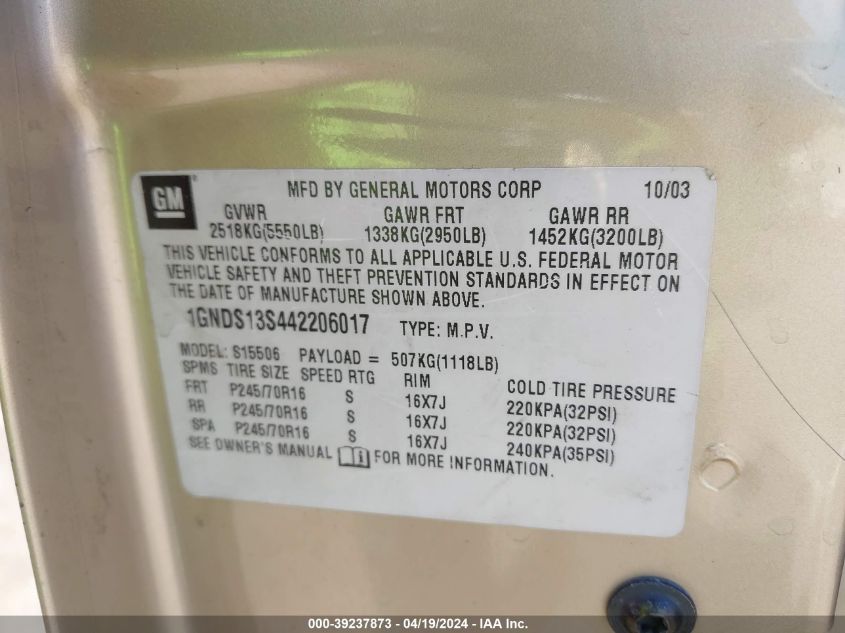 GM
MFD BY GENERAL MOTORS CORP 10/03
GVWR GAWR FRT GAWR RR
2518KG(5550LB) 1338KG(2950LB) 1452KG(3200LB)
THIS VEHICLE CONFORMS TO ALL APPLICABLE U.S. FEDERAL MOTOR
VEHICLE SAFETY AND THEFT PREVENTION STANDARDS IN EFFECT ON
THE DATE OF MANUFACTURE SHOWN ABOVE.
1GNDS13S442206017 TYPE: M.P.V.
MODEL: S15506 PAYLOAD = 507KG(1118LB)
SPMS TIRE SIZE SPEED RTG RIM COLD TIRE PRESSURE
FRT P245/70R16 S 16X7J 220KPA(32PSI)
RR P245/70R16 S 16X7J 220KPA(32PSI)
SPA P245/70R16 S 16X7J 240KPA(35PSI)
SEE OWNER'S MANUAL i FOR MORE INFORMATION.
000-39237873 - 04/19/2024 - IAA Inc.